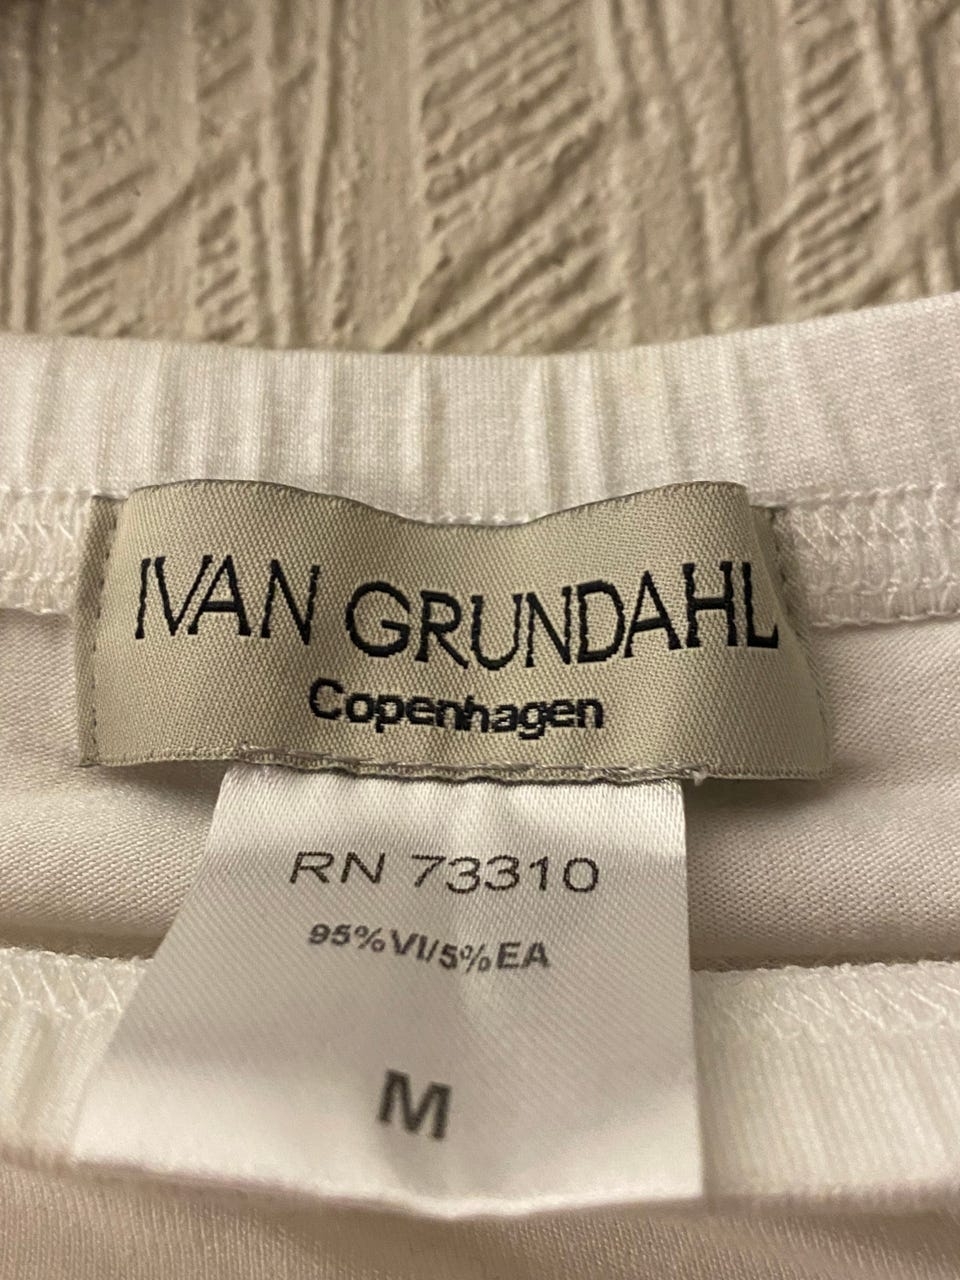 IVAN GRUNDAHL
Copenhagen
RN 73310
95%VI/5%EA
M